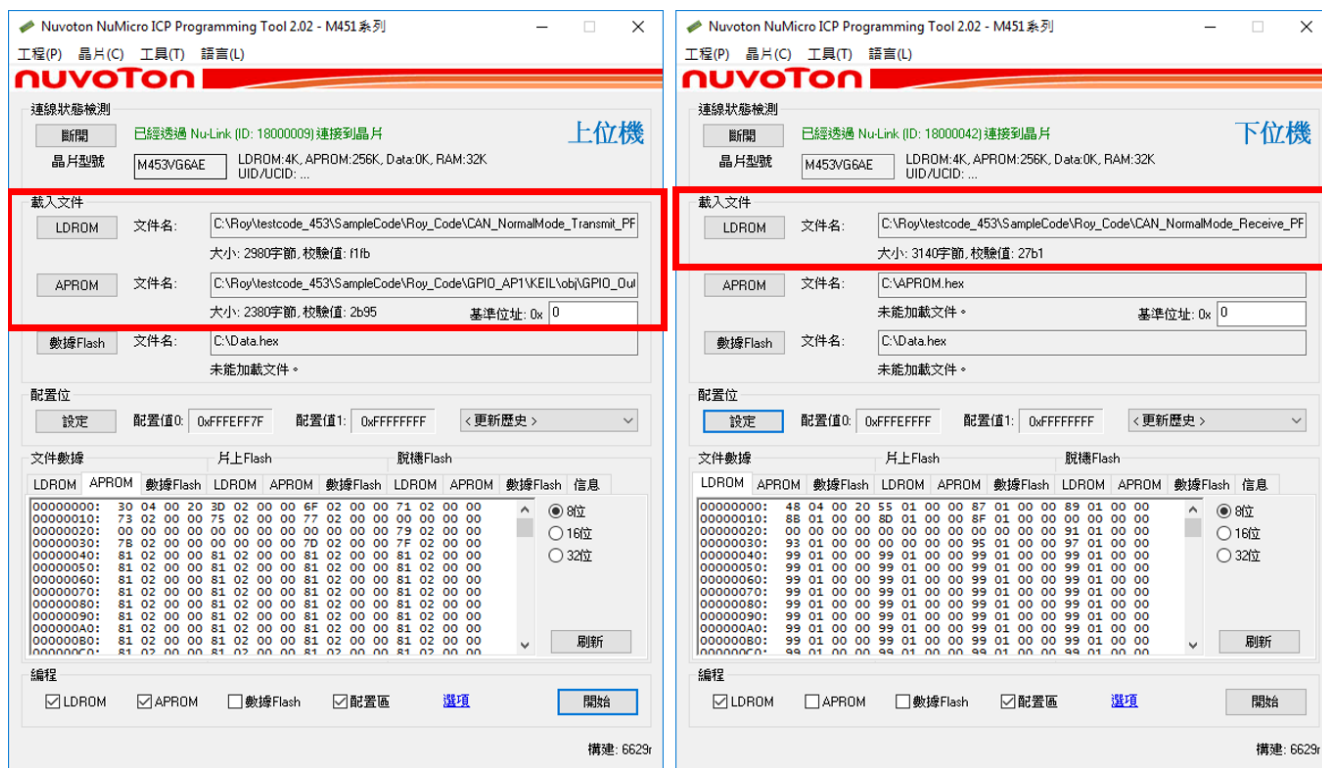 Nuvoton NuMicro ICP Programming Tool 2.02 - M451系列
工程(P) 晶片(C) 工具(T) 語言(L)
nuvoTon
連線狀態檢測
斷開 已經透過 Nu-Link (ID: 18000009) 連接到晶片
上位機
晶片型號 M453VG6AE LDROM:4K, APROM:256K, Data:0K, RAM:32K
UID/UCID: ...
載入文件
LDROM 文件名: C:\Roy\testcode_453\SampleCode\Roy_Code\CAN_NormalMode_Transmit_PF
大小: 2980字節, 校驗值: f1fb
APROM 文件名: C:\Roy\testcode_453\SampleCode\Roy_Code\GPIO_AP1\KEIL\obj\GPIO_Out
大小: 2380字節, 校驗值: 2b95 基準位址: 0x 0
數據Flash 文件名: C:\Data.hex
未能加載文件。
配置位
設定 配置值0: 0xFFFEFF7F 配置值1: 0xFFFFFFFF <更新歷史>
文件數據 片上Flash 脫機Flash
LDROM APROM 數據Flash LDROM APROM 數據Flash LDROM APROM 數據Flash 信息
00000000: 30 04 00 20 3D 02 00 00 6F 02 00 00 71 02 00 00
00000010: 73 02 00 00 75 02 00 00 77 02 00 00 00 00 00 00
00000020: 00 00 00 00 00 00 00 00 00 00 00 00 79 02 00 00
00000030: 7B 02 00 00 00 00 00 00 7D 02 00 00 7F 02 00 00
00000040: 81 02 00 00 81 02 00 00 81 02 00 00 81 02 00 00
00000050: 81 02 00 00 81 02 00 00 81 02 00 00 81 02 00 00
00000060: 81 02 00 00 81 02 00 00 81 02 00 00 81 02 00 00
00000070: 81 02 00 00 81 02 00 00 81 02 00 00 81 02 00 00
00000080: 81 02 00 00 81 02 00 00 81 02 00 00 81 02 00 00
00000090: 81 02 00 00 81 02 00 00 81 02 00 00 81 02 00 00
000000A0: 81 02 00 00 81 02 00 00 81 02 00 00 81 02 00 00
000000B0: 81 02 00 00 81 02 00 00 81 02 00 00 81 02 00 00
000000C0: 81 02 00 00 81 02 00 00 81 02 00 00 81 02 00 00
8位
16位
32位
刷新
編程
LDROM APROM 數據Flash 配置區 選項 開始
構建: 6629r
Nuvoton NuMicro ICP Programming Tool 2.02 - M451系列
工程(P) 晶片(C) 工具(T) 語言(L)
nuvoTon
連線狀態檢測
斷開 已經透過 Nu-Link (ID: 18000042) 連接到晶片
下位機
晶片型號 M453VG6AE LDROM:4K, APROM:256K, Data:0K, RAM:32K
UID/UCID: ...
載入文件
LDROM 文件名: C:\Roy\testcode_453\SampleCode\Roy_Code\CAN_NormalMode_Receive_PF
大小: 3140字節, 校驗值: 27b1
APROM 文件名: C:\APROM.hex
未能加載文件。 基準位址: 0x 0
數據Flash 文件名: C:\Data.hex
未能加載文件。
配置位
設定 配置值0: 0xFFFEFFFF 配置值1: 0xFFFFFFFF <更新歷史>
文件數據 片上Flash 脫機Flash
LDROM APROM 數據Flash LDROM APROM 數據Flash LDROM APROM 數據Flash 信息
00000000: 48 04 00 20 55 01 00 00 87 01 00 00 89 01 00 00
00000010: 8B 01 00 00 8D 01 00 00 8F 01 00 00 00 00 00 00
00000020: 00 00 00 00 00 00 00 00 00 00 00 00 91 01 00 00
00000030: 93 01 00 00 00 00 00 00 95 01 00 00 97 01 00 00
00000040: 99 01 00 00 99 01 00 00 99 01 00 00 99 01 00 00
00000050: 99 01 00 00 99 01 00 00 99 01 00 00 99 01 00 00
00000060: 99 01 00 00 99 01 00 00 99 01 00 00 99 01 00 00
00000070: 99 01 00 00 99 01 00 00 99 01 00 00 99 01 00 00
00000080: 99 01 00 00 99 01 00 00 99 01 00 00 99 01 00 00
00000090: 99 01 00 00 99 01 00 00 99 01 00 00 99 01 00 00
000000A0: 99 01 00 00 99 01 00 00 99 01 00 00 99 01 00 00
000000B0: 99 01 00 00 99 01 00 00 99 01 00 00 99 01 00 00
000000C0: 99 01 00 00 99 01 00 00 99 01 00 00 99 01 00 00
8位
16位
32位
刷新
編程
LDROM APROM 數據Flash 配置區 選項 開始
構建: 6629r